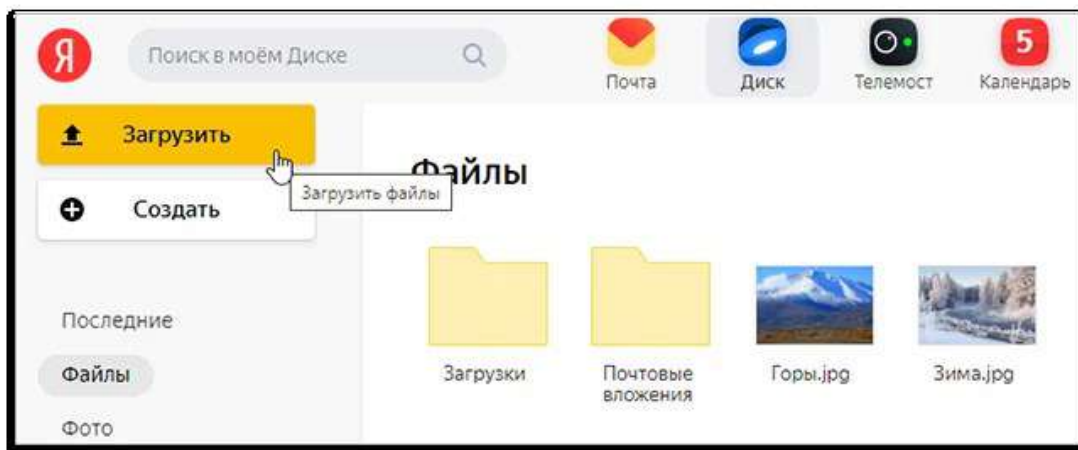 Я
Поиск в моём Диске
Почта
Диск
Телемост
5
Календарь
Загрузить
Загрузить файлы
Создать
Последние
Файлы
Фото
Файлы
Загрузки
Почтовые
вложения
Горы.jpg
Зима.jpg